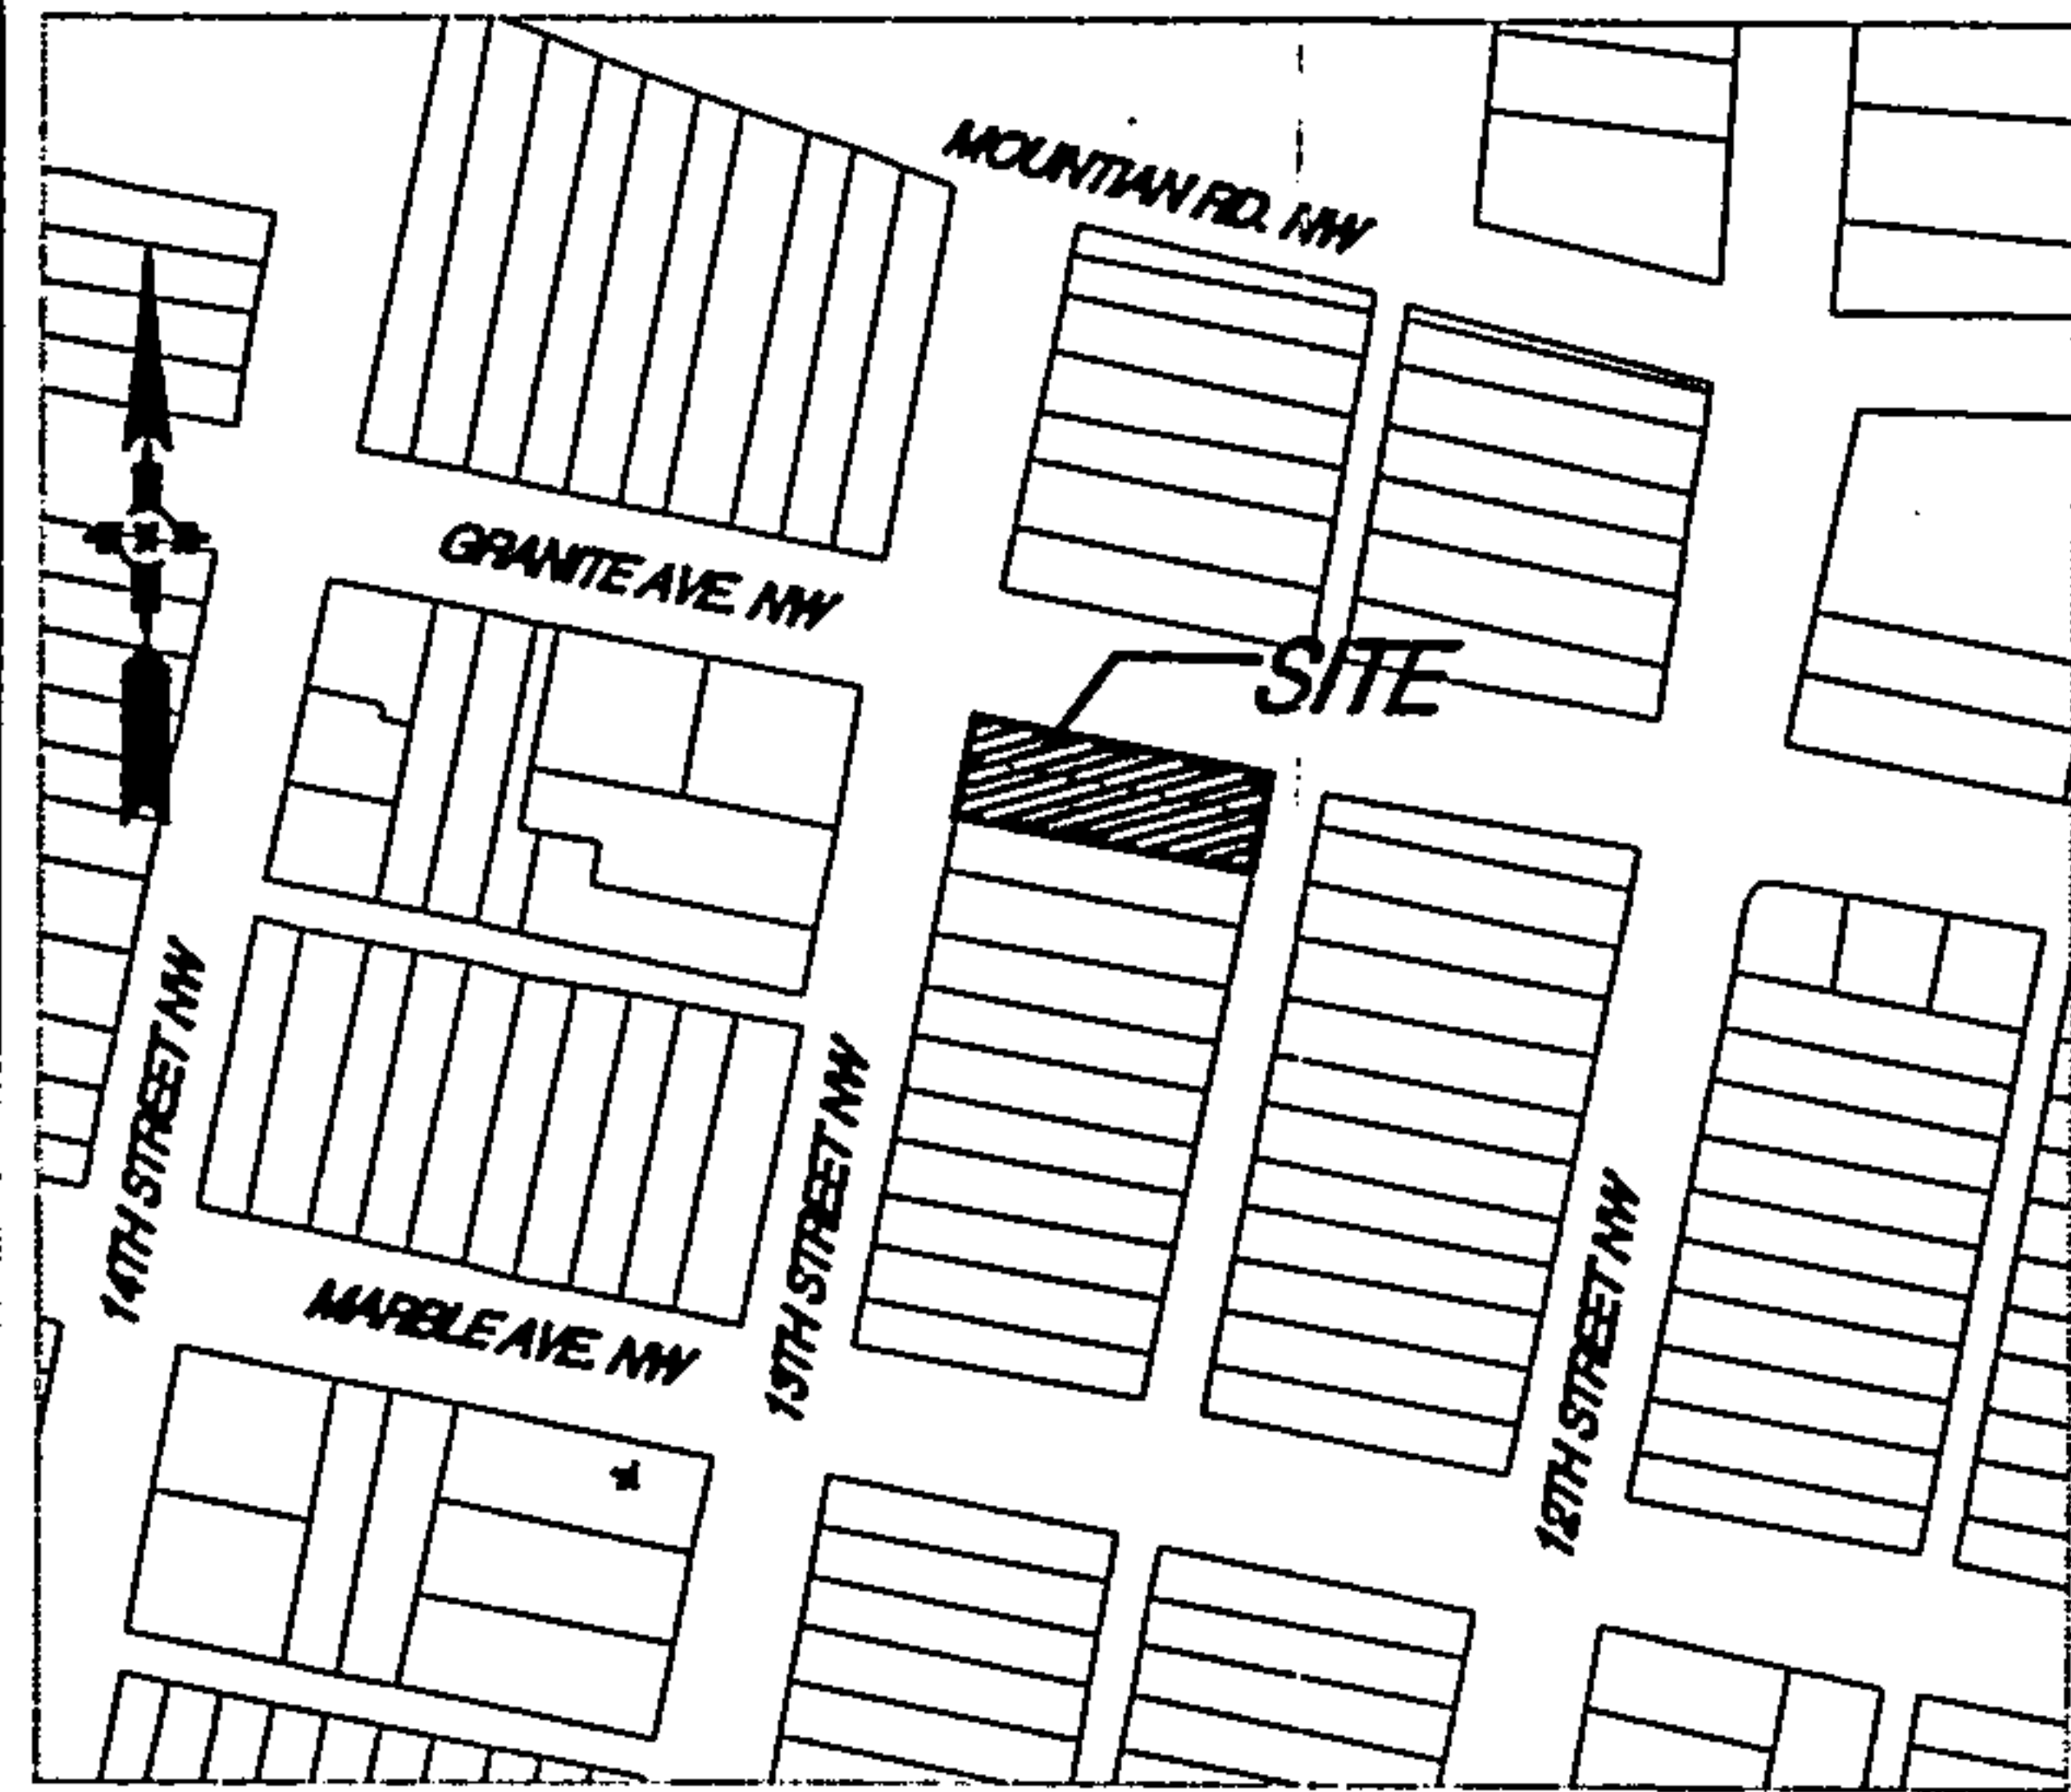 MOUNTIAN RD. NW
GRANITE AVE. NW
SITE
14TH STREET NW
13TH STREET NW
MARBLE AVE. NW
12TH STREET NW